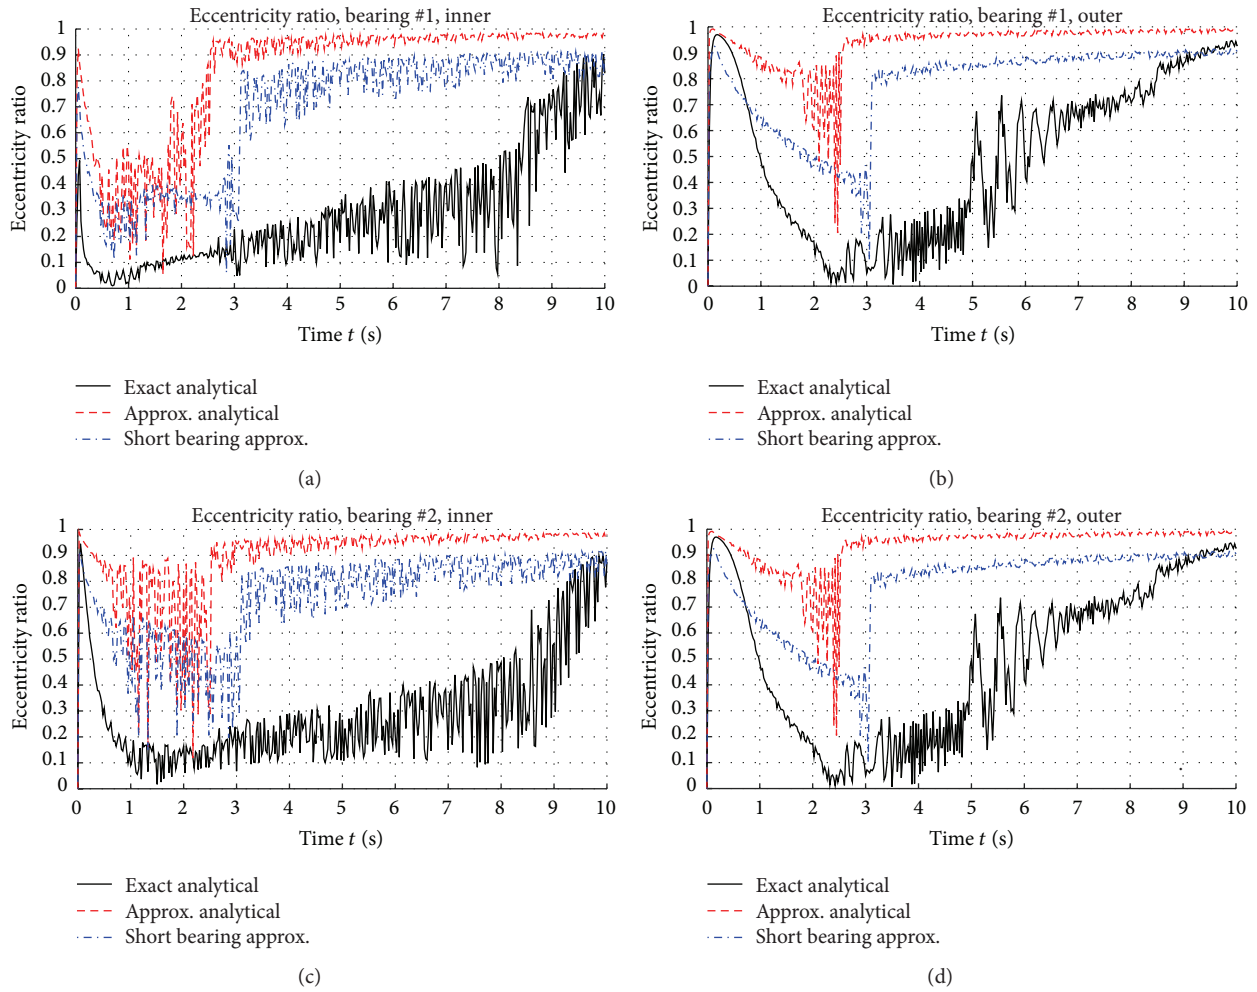 Eccentricity ratio, bearing #1, inner
Eccentricity ratio
1
0.9
0.8
0.7
0.6
0.5
0.4
0.3
0.2
0.1
0
0 1 2 3 4 5 6 7 8 9 10
Time t (s)
Exact analytical
Approx. analytical
Short bearing approx.
(a)
Eccentricity ratio, bearing #1, outer
Eccentricity ratio
1
0.9
0.8
0.7
0.6
0.5
0.4
0.3
0.2
0.1
0
0 1 2 3 4 5 6 7 8 9 10
Time t (s)
Exact analytical
Approx. analytical
Short bearing approx.
(b)
Eccentricity ratio, bearing #2, inner
Eccentricity ratio
1
0.9
0.8
0.7
0.6
0.5
0.4
0.3
0.2
0.1
0
0 1 2 3 4 5 6 7 8 9 10
Time t (s)
Exact analytical
Approx. analytical
Short bearing approx.
(c)
Eccentricity ratio, bearing #2, outer
Eccentricity ratio
1
0.9
0.8
0.7
0.6
0.5
0.4
0.3
0.2
0.1
0
0 1 2 3 4 5 6 7 8 9 10
Time t (s)
Exact analytical
Approx. analytical
Short bearing approx.
(d)